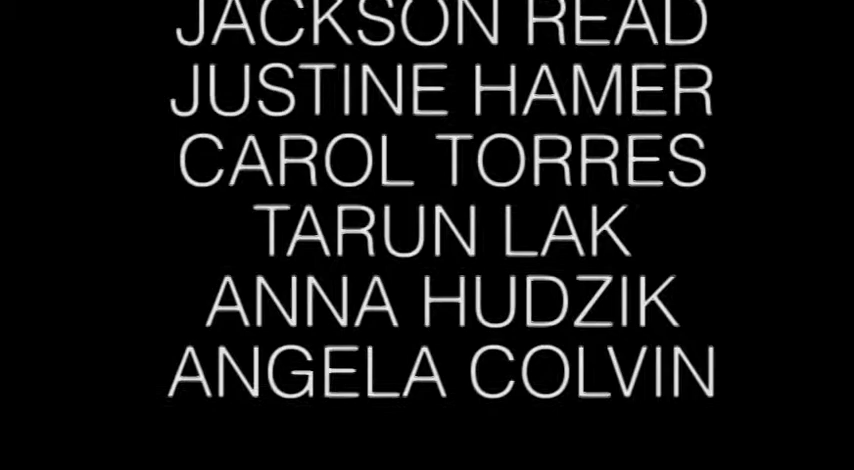 JACKSON READ
JUSTINE HAMER
CAROL TORRES
TARUN LAK
ANNA HUDZIK
ANGELA COLVIN